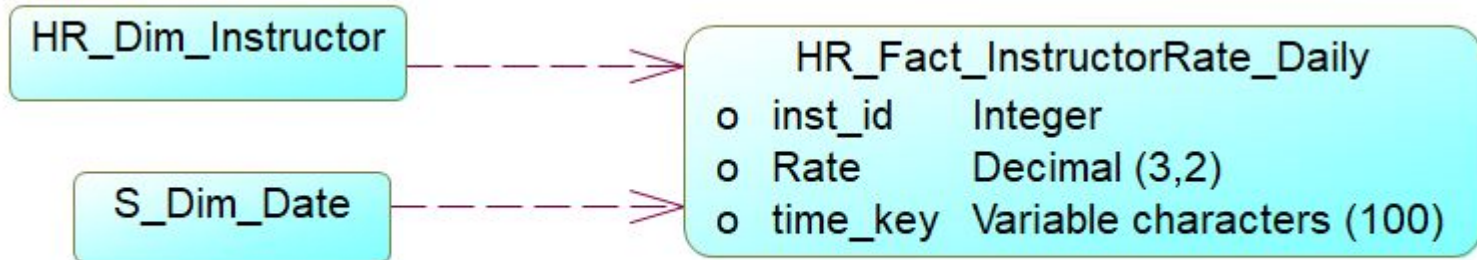 HR_Dim_Instructor
S_Dim_Date
HR_Fact_InstructorRate_Daily
o inst_id Integer
o Rate Decimal (3,2)
o time_key Variable characters (100)